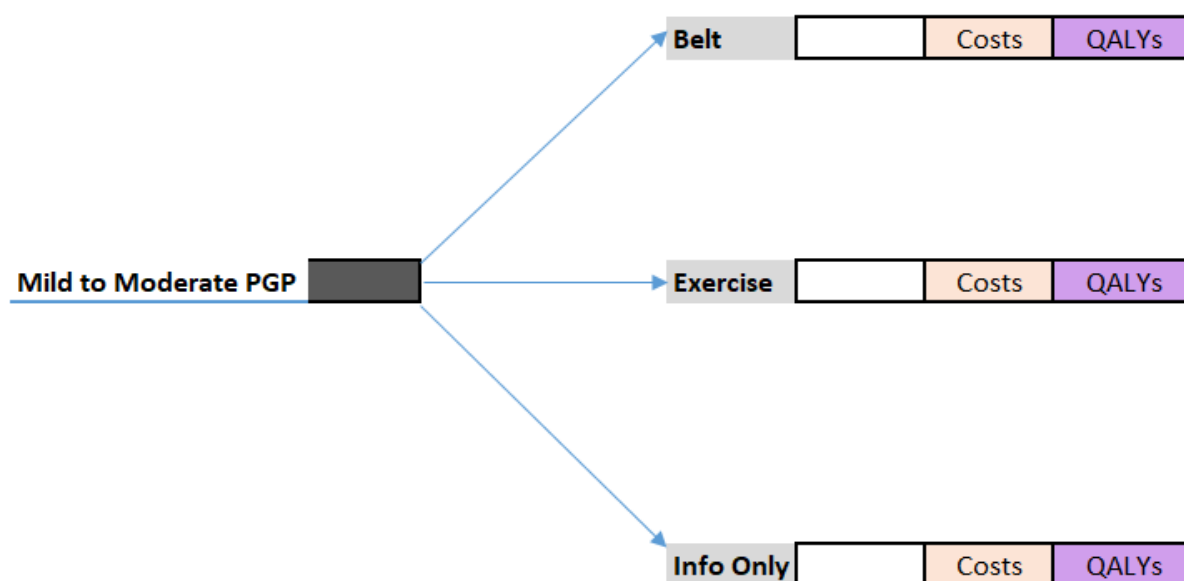 Belt Costs QALYs
Mild to Moderate PGP Exercise Costs QALYs
Info Only Costs QALYs